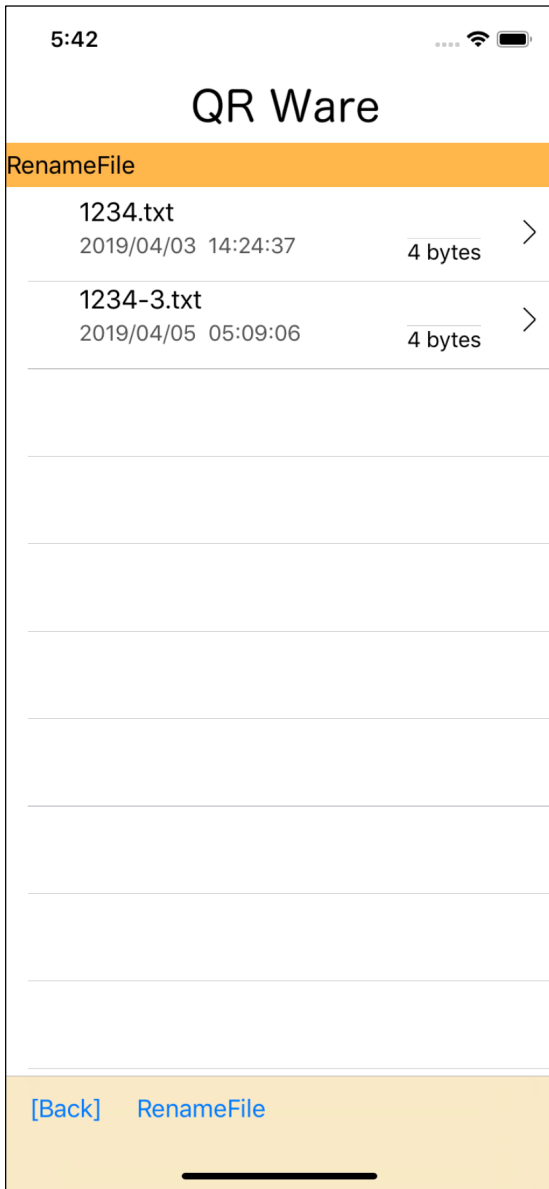 5:42
QR Ware
RenameFile
1234.txt
2019/04/03 14:24:37
4 bytes
1234-3.txt
2019/04/05 05:09:06
4 bytes
[Back] RenameFile